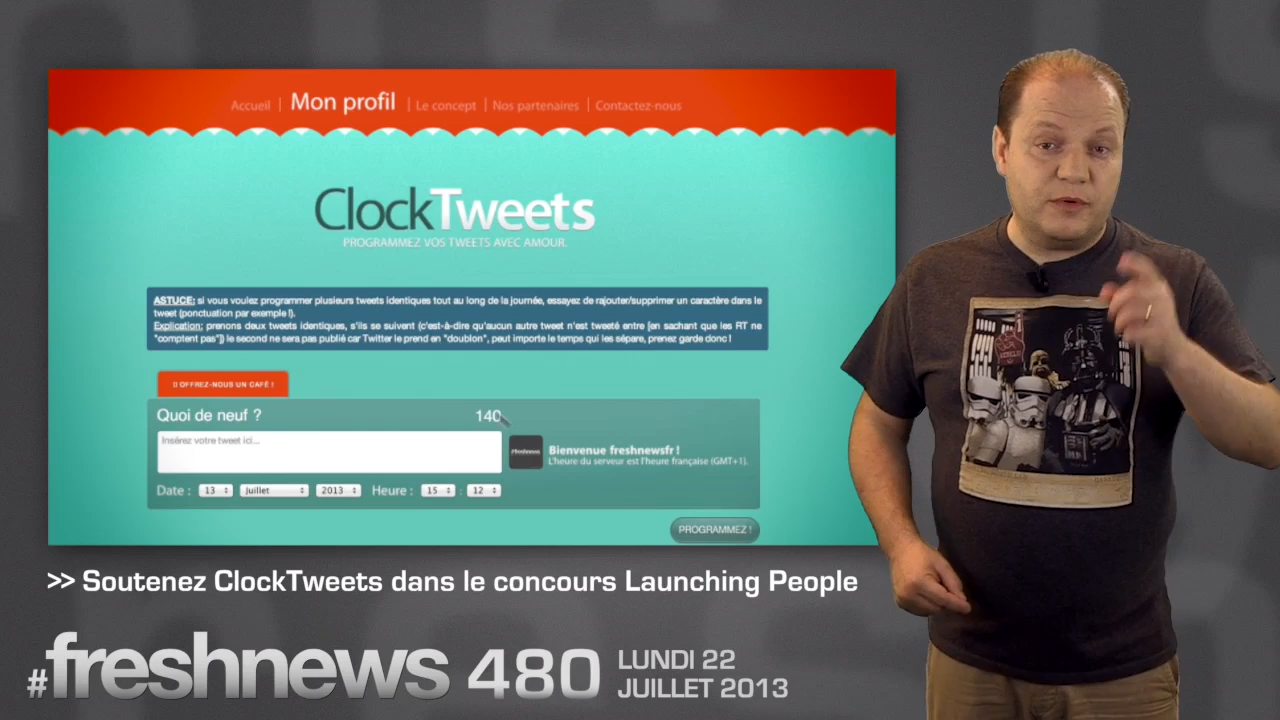 Accueil | Mon profil | Le concept | Nos partenaires | Contactez-nous
ClockTweets
PROGRAMMEZ VOS TWEETS AVEC AMOUR.
ASTUCE: si vous voulez programmer plusieurs tweets identiques tout au long de la journée, essayez de rajouter/supprimer un caractère dans le
tweet (ponctuation par exemple !).
Explication: prenons deux tweets identiques, s'ils se suivent (c'est-à-dire qu'aucun autre tweet n'est tweeté entre [en sachant que les RT ne
"comptent pas"]) le second ne sera pas publié car Twitter le prend en "doublon", peut importe le temps qui les sépare, prenez garde donc !
OFFREZ-NOUS UN CAFÉ !
Quoi de neuf ? 140
Insérez votre tweet ici...
#freshnews
Bienvenue freshnewsfr !
L'heure du serveur est l'heure française (GMT+1).
Date : 13 Juillet 2013 Heure : 15 : 12
PROGRAMMEZ !
>> Soutenez ClockTweets dans le concours Launching People
#freshnews 480
LUNDI 22
JUILLET 2013